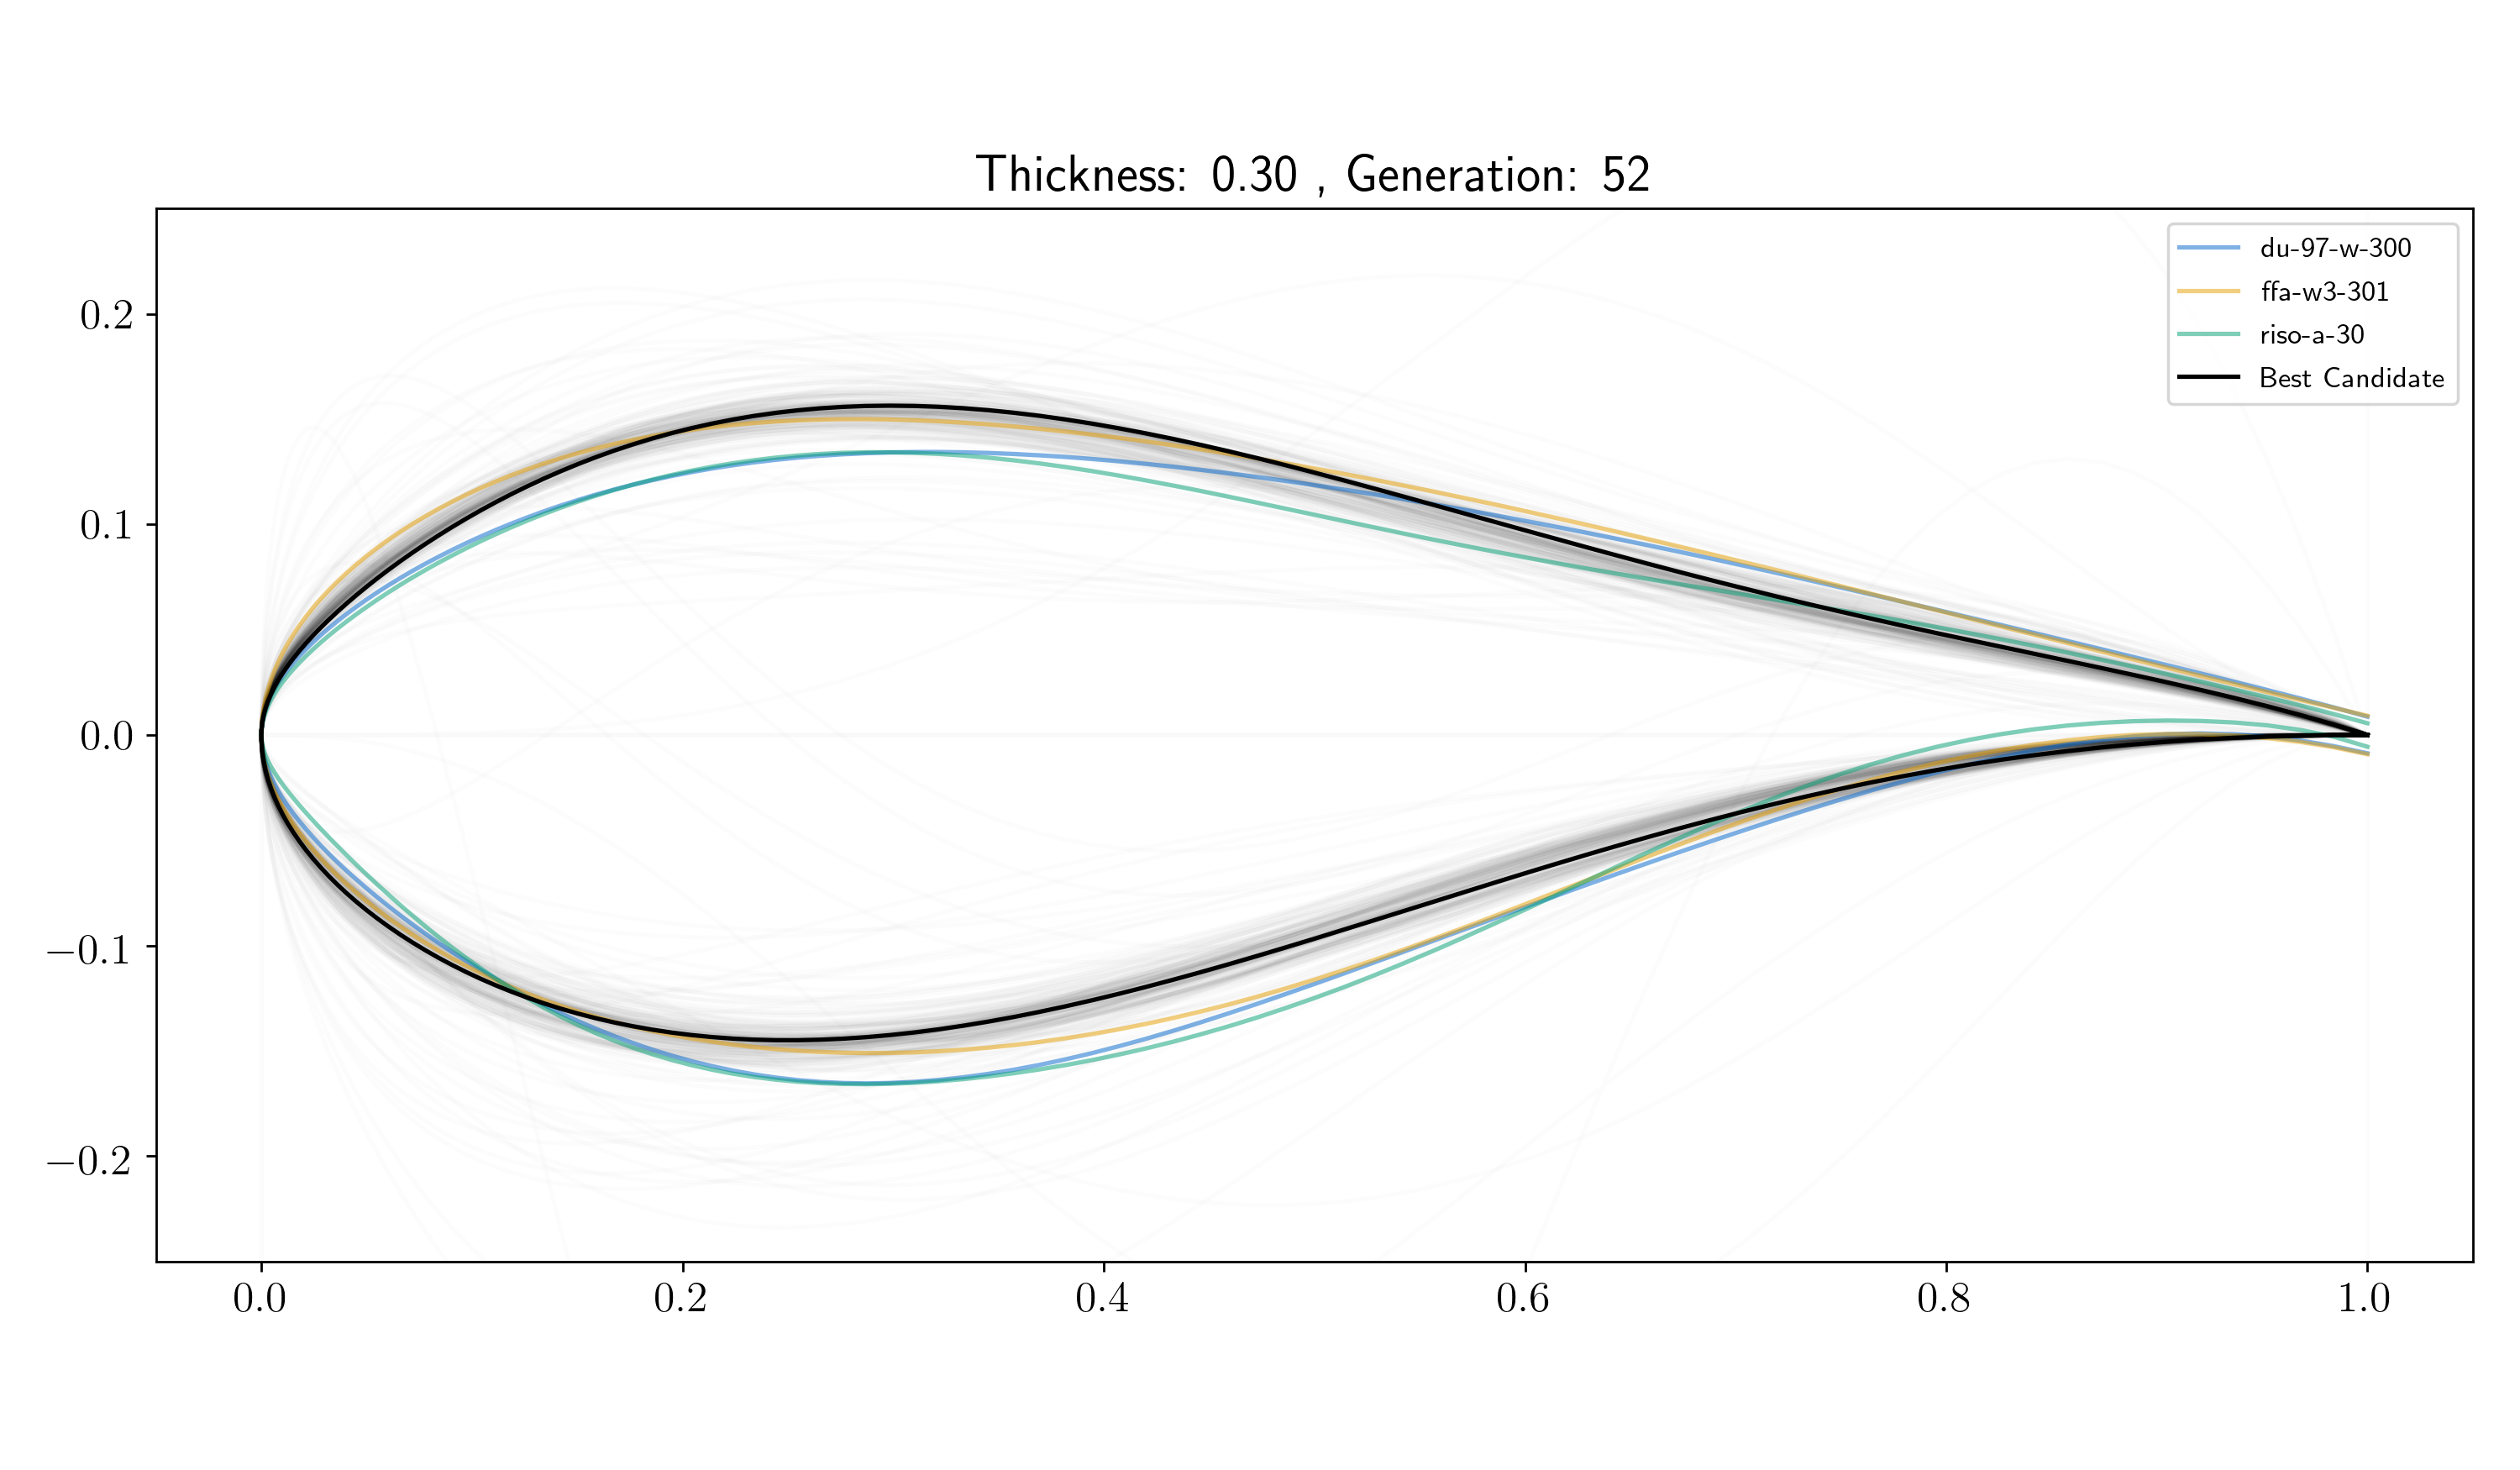 Thickness: 0.30 , Generation: 52
du-97-w-300
ffa-w3-301
riso-a-30
Best Candidate
0.2
0.1
0.0
−0.1
−0.2
0.0 0.2 0.4 0.6 0.8 1.0